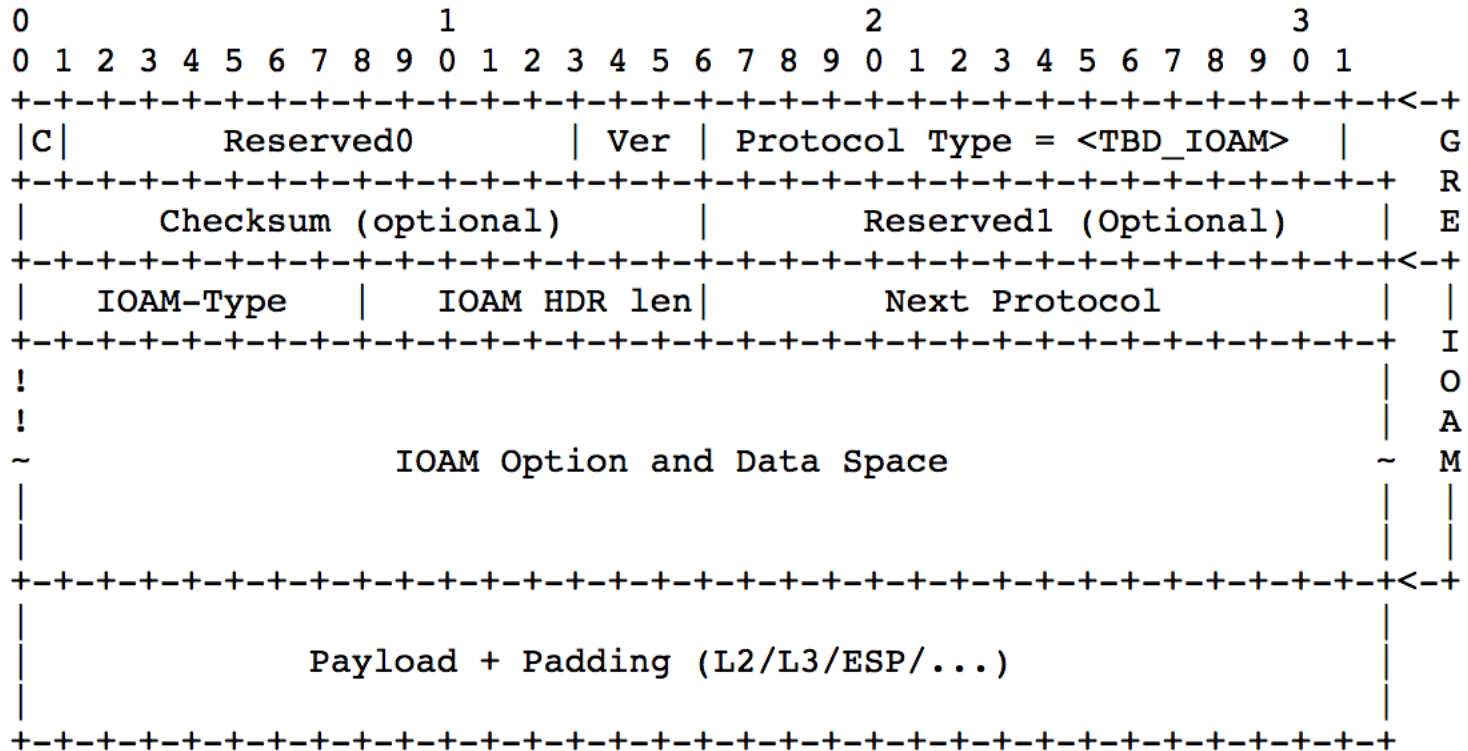 0                   1                   2                   3
0 1 2 3 4 5 6 7 8 9 0 1 2 3 4 5 6 7 8 9 0 1 2 3 4 5 6 7 8 9 0 1
+-+-+-+-+-+-+-+-+-+-+-+-+-+-+-+-+-+-+-+-+-+-+-+-+-+-+-+-+-+-+-+-+<-+
|C|       Reserved0       | Ver | Protocol Type = <TBD_IOAM>  |    G
+-+-+-+-+-+-+-+-+-+-+-+-+-+-+-+-+-+-+-+-+-+-+-+-+-+-+-+-+-+-+-+-+  R
|      Checksum (optional)      |       Reserved1 (Optional)    |  E
+-+-+-+-+-+-+-+-+-+-+-+-+-+-+-+-+-+-+-+-+-+-+-+-+-+-+-+-+-+-+-+-+<-+
|   IOAM-Type   |   IOAM HDR len|        Next Protocol          |  |
+-+-+-+-+-+-+-+-+-+-+-+-+-+-+-+-+-+-+-+-+-+-+-+-+-+-+-+-+-+-+-+-+  I
!                                                               |  O
!                                                               |  A
~                 IOAM Option and Data Space                    ~  M
|                                                               |  |
|                                                               |  |
+-+-+-+-+-+-+-+-+-+-+-+-+-+-+-+-+-+-+-+-+-+-+-+-+-+-+-+-+-+-+-+-+<-+
|                                                               |
|             Payload + Padding (L2/L3/ESP/...)                 |
|                                                               |
+-+-+-+-+-+-+-+-+-+-+-+-+-+-+-+-+-+-+-+-+-+-+-+-+-+-+-+-+-+-+-+-+